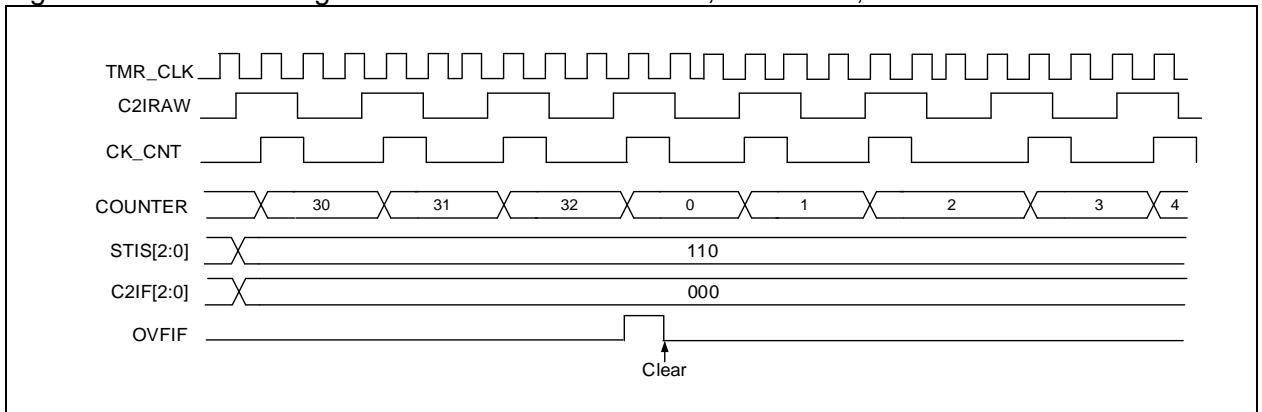 TMR_CLK
C2IRAW
CK_CNT
COUNTER 30 31 32 0 1 2 3 4
STIS[2:0] 110
C2IF[2:0] 000
OVFIF
Clear